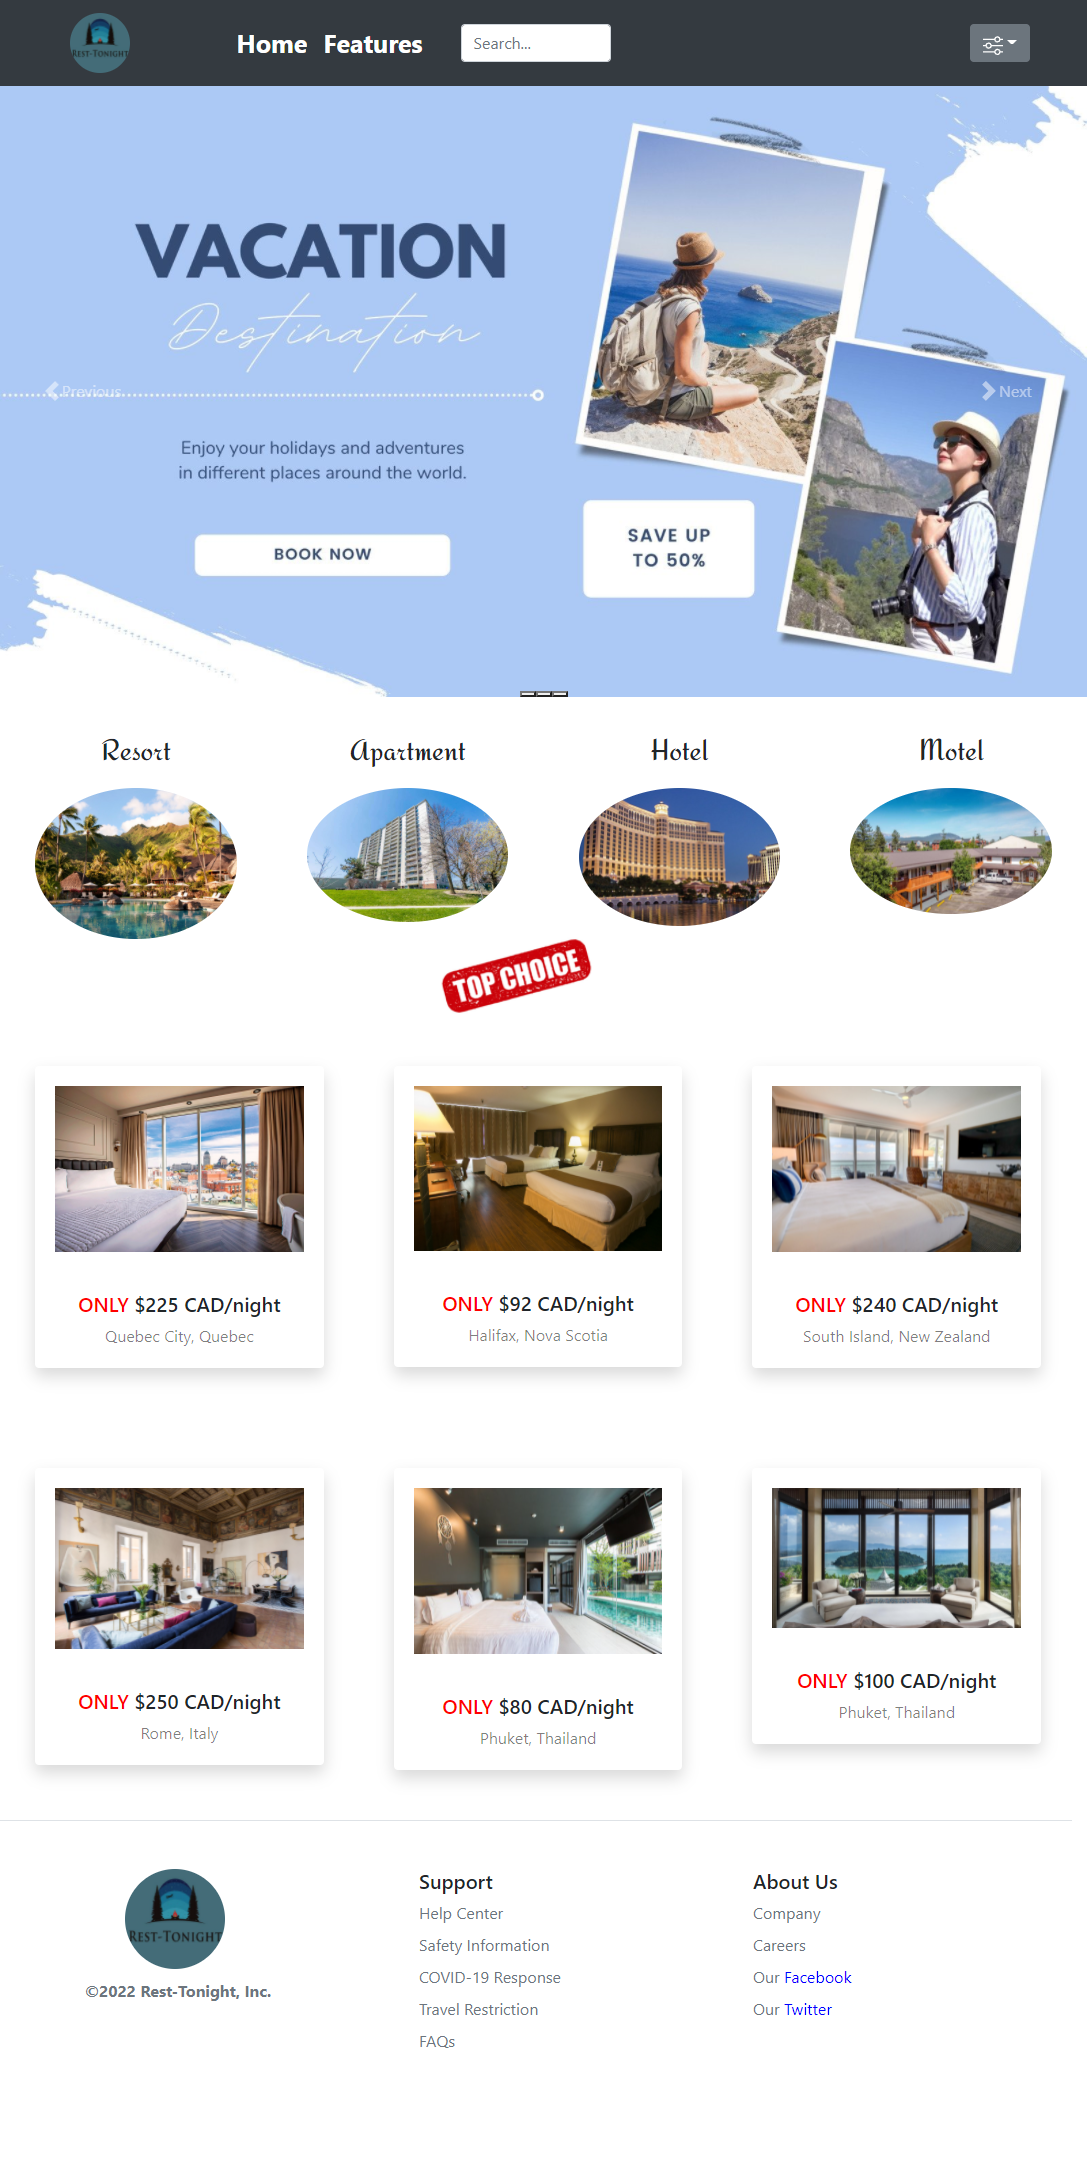 REST-TONIGHT
Home Features Search...
VACATION
Destination
Previous
Next
Enjoy your holidays and adventures
in different places around the world.
BOOK NOW
SAVE UP
TO 50%
Resort
Apartment
Hotel
Motel
TOP CHOICE
ONLY $225 CAD/night
Quebec City, Quebec
ONLY $92 CAD/night
Halifax, Nova Scotia
ONLY $240 CAD/night
South Island, New Zealand
ONLY $250 CAD/night
Rome, Italy
ONLY $80 CAD/night
Phuket, Thailand
ONLY $100 CAD/night
Phuket, Thailand
REST-TONIGHT
©2022 Rest-Tonight, Inc.
Support
Help Center
Safety Information
COVID-19 Response
Travel Restriction
FAQs
About Us
Company
Careers
Our Facebook
Our Twitter